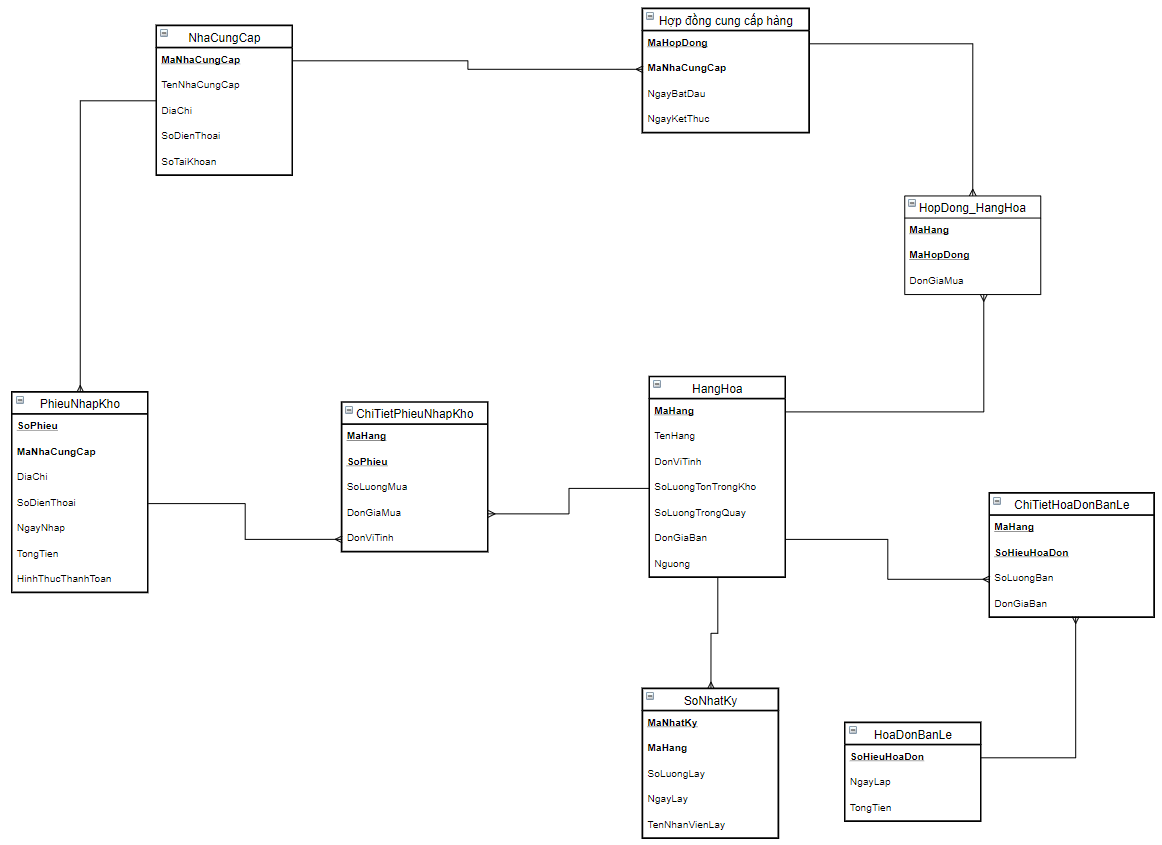 NhaCungCap
MaNhaCungCap
TenNhaCungCap
DiaChi
SoDienThoai
SoTaiKhoan
Hợp đồng cung cấp hàng
MaHopDong
MaNhaCungCap
NgayBatDau
NgayKetThuc
HopDong_HangHoa
MaHang
MaHopDong
DonGiaMua
PhieuNhapKho
SoPhieu
MaNhaCungCap
DiaChi
SoDienThoai
NgayNhap
TongTien
HinhThucThanhToan
ChiTietPhieuNhapKho
MaHang
SoPhieu
SoLuongMua
DonGiaMua
DonViTinh
HangHoa
MaHang
TenHang
DonViTinh
SoLuongTonTrongKho
SoLuongTrongQuay
DonGiaBan
Nguong
ChiTietHoaDonBanLe
MaHang
SoHieuHoaDon
SoLuongBan
DonGiaBan
SoNhatKy
MaNhatKy
MaHang
SoLuongLay
NgayLay
TenNhanVienLay
HoaDonBanLe
SoHieuHoaDon
NgayLap
TongTien